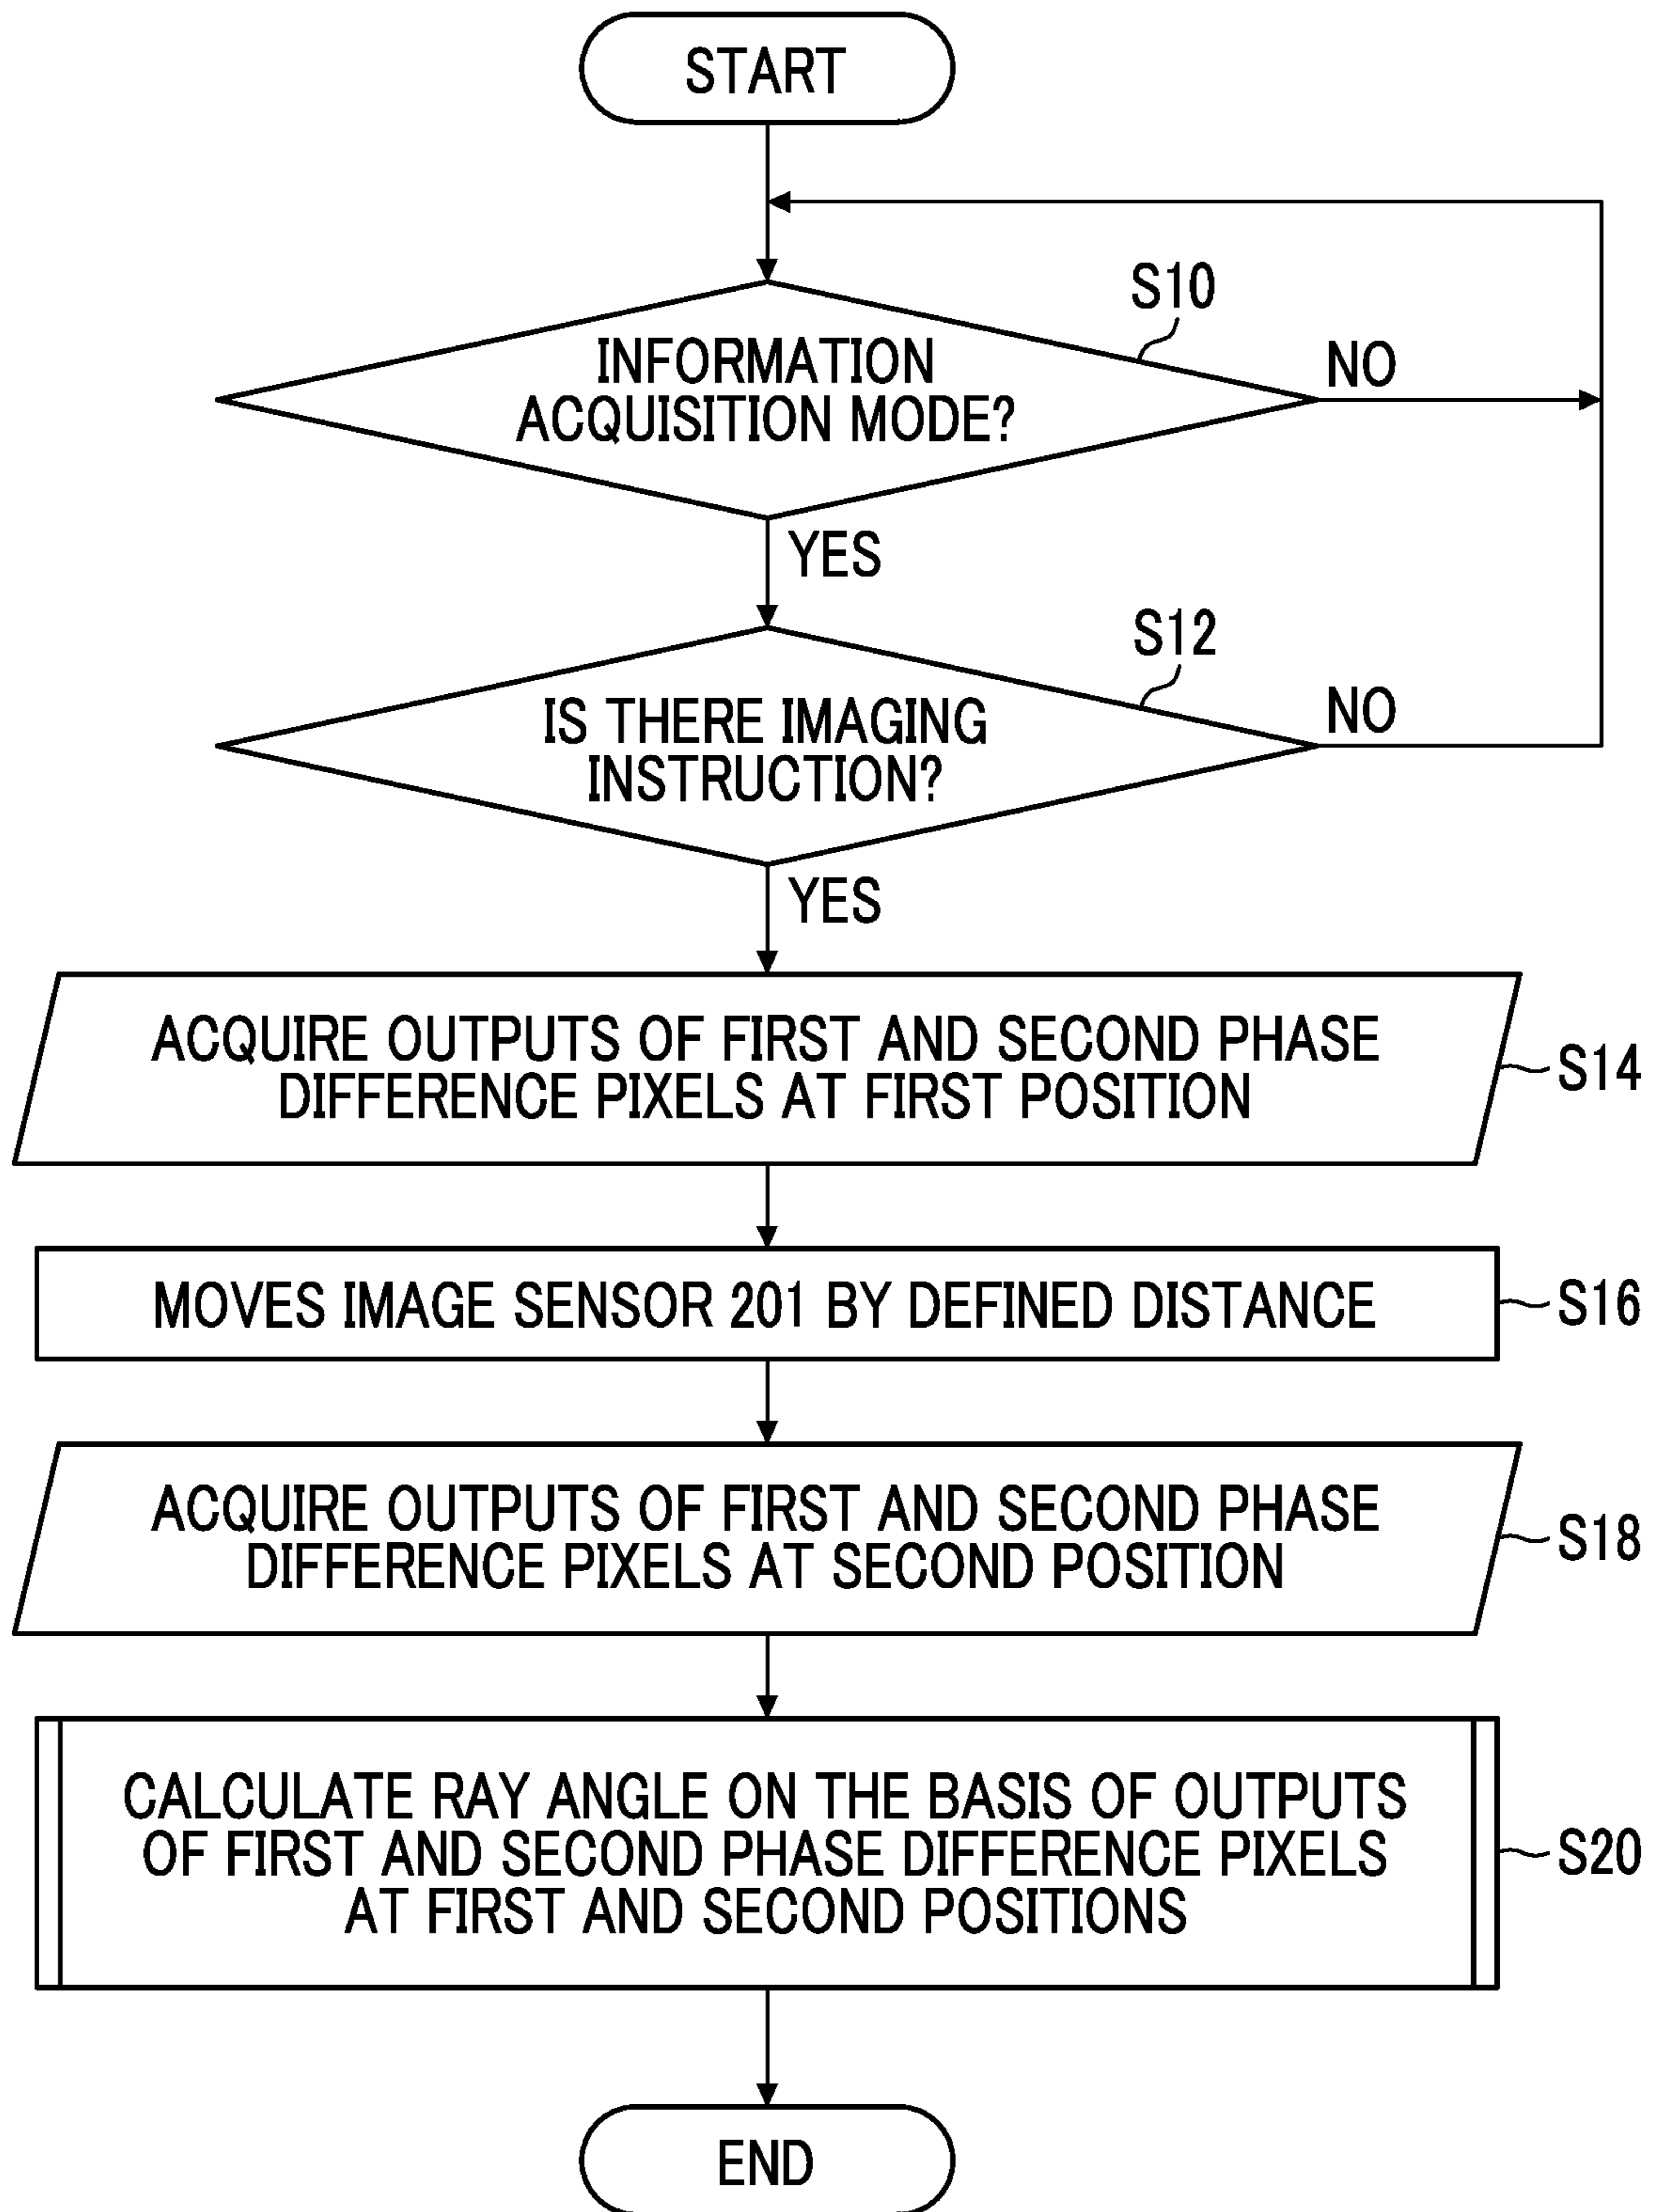 START
S10
INFORMATION
ACQUISITION MODE?
NO
YES
S12
IS THERE IMAGING
INSTRUCTION?
NO
YES
ACQUIRE OUTPUTS OF FIRST AND SECOND PHASE
DIFFERENCE PIXELS AT FIRST POSITION
S14
MOVES IMAGE SENSOR 201 BY DEFINED DISTANCE
S16
ACQUIRE OUTPUTS OF FIRST AND SECOND PHASE
DIFFERENCE PIXELS AT SECOND POSITION
S18
CALCULATE RAY ANGLE ON THE BASIS OF OUTPUTS
OF FIRST AND SECOND PHASE DIFFERENCE PIXELS
AT FIRST AND SECOND POSITIONS
S20
END